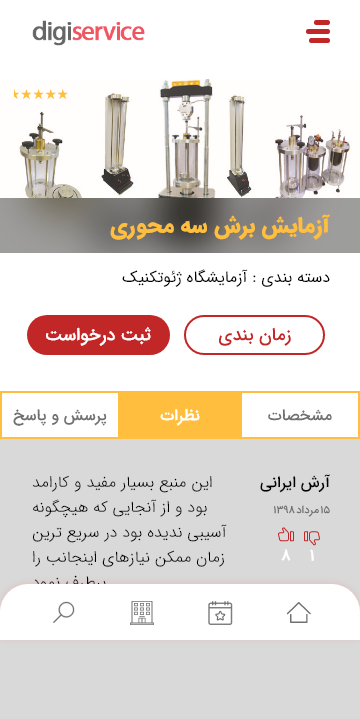 digiservice
آزمایش برش سه محوری
دسته بندی : آزمایشگاه ژئوتکنیک
زمان بندی
ثبت درخواست
مشخصات
نظرات
پرسش و پاسخ
آرش ایرانی
۱۵ مرداد ۱۳۹۸
۱
۸
این منبع بسیار مفید و کارامد
بود و از آنجایی که هیچگونه
آسیبی ندیده بود در سریع ترین
زمان ممکن نیازهای اینجانب را